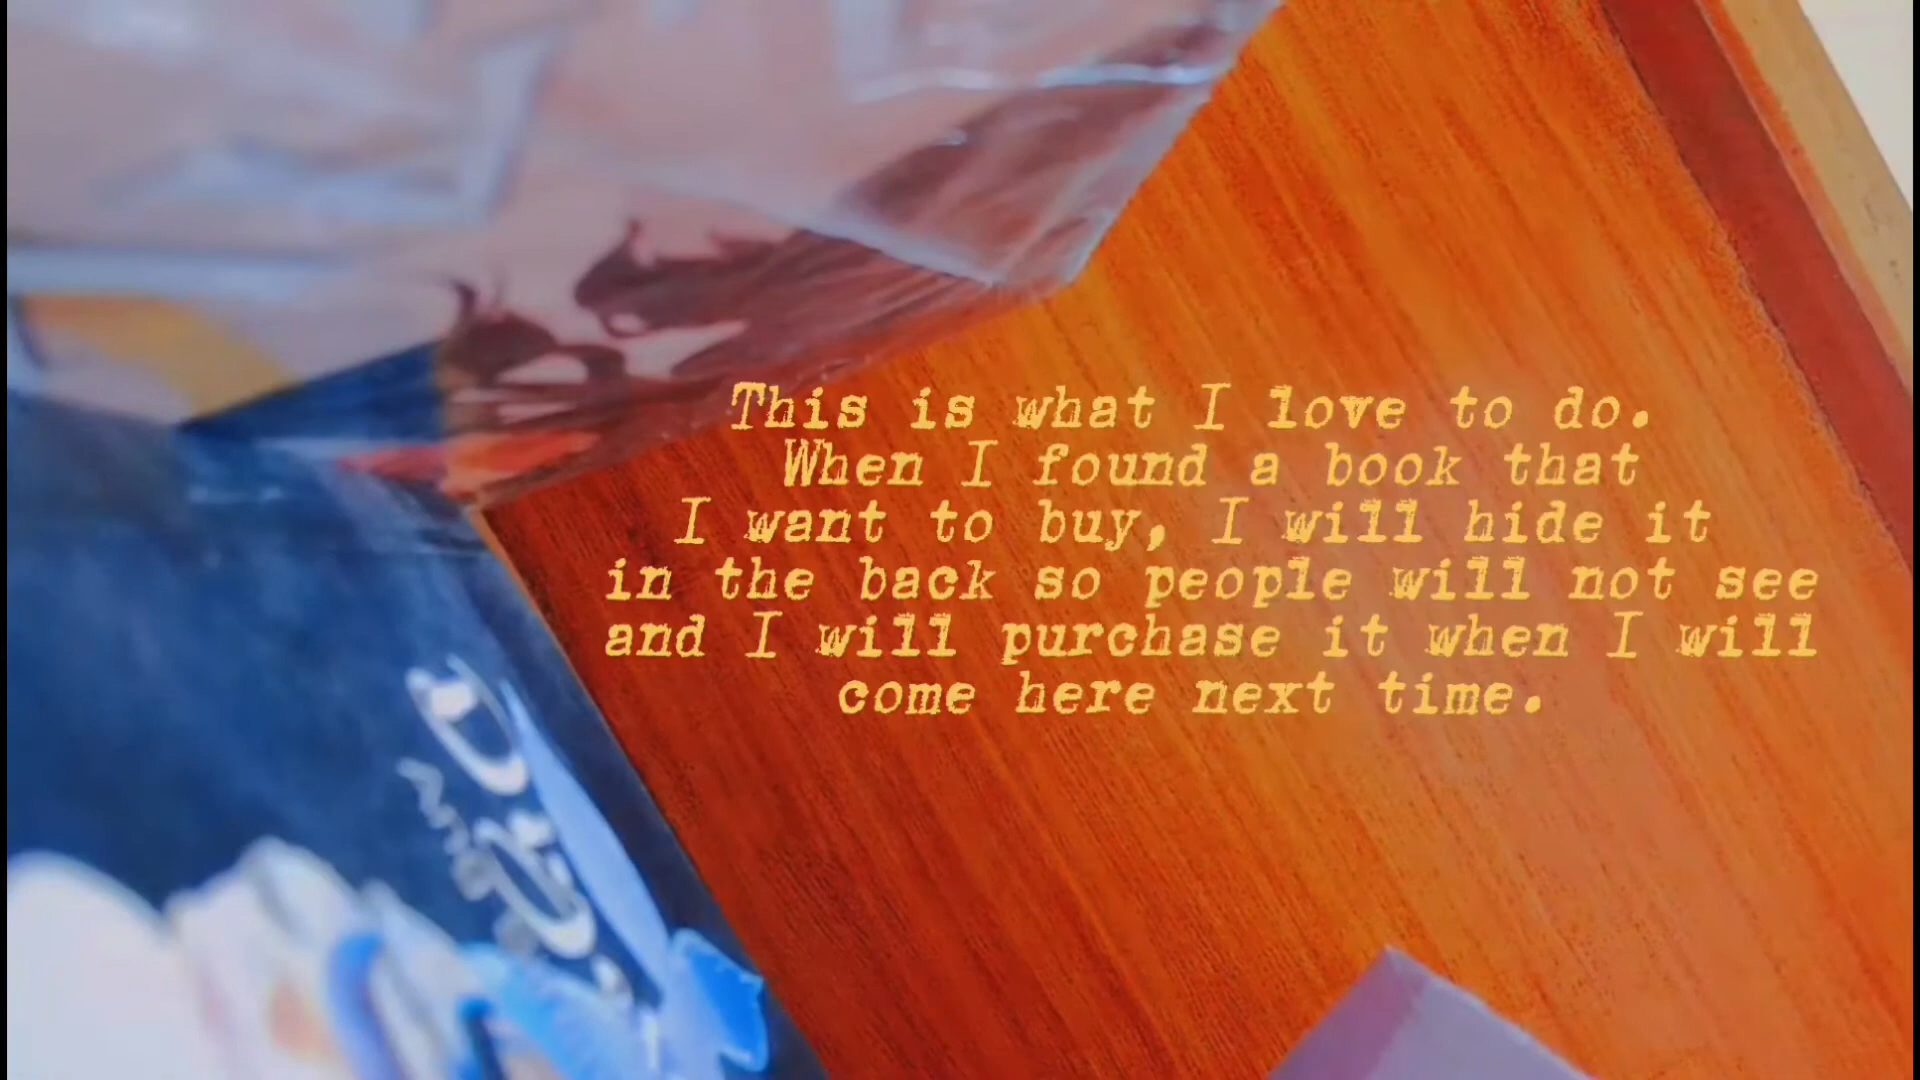 This is what I love to do.
When I found a book that
I want to buy, I will hide it
in the back so people will not see
and I will purchase it when I will
come here next time.